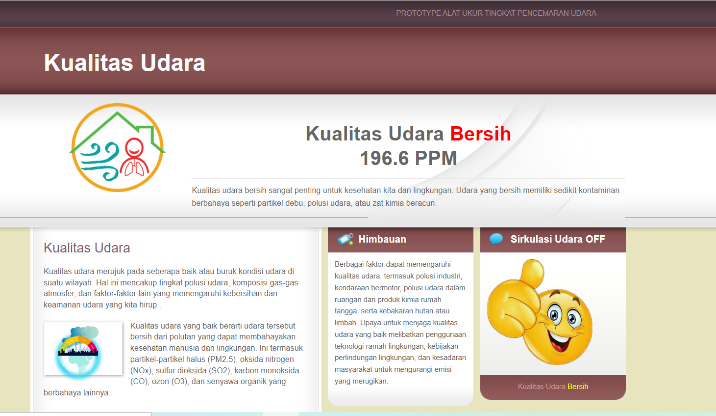 PROTOTYPE ALAT UKUR TINGKAT PENCEMARAN UDARA
Kualitas Udara
Kualitas Udara Bersih
196.6 PPM
Kualitas udara bersih sangat penting untuk kesehatan kita dan lingkungan. Udara yang bersih memiliki sedikit kontaminan
berbahaya seperti partikel debu, polusi udara, atau zat kimia beracun.
Kualitas Udara
Kualitas udara merujuk pada seberapa baik atau buruk kondisi udara di
suatu wilayah. Hal ini mencakup tingkat polusi udara, komposisi gas-gas
atmosfer, dan faktor-faktor lain yang memengaruhi kebersihan dan
keamanan udara yang kita hirup..
Kualitas udara yang baik berarti udara tersebut
bersih dari polutan yang dapat membahayakan
kesehatan manusia dan lingkungan. Ini termasuk
partikel-partikel halus (PM2.5), oksida nitrogen
(NOx), sulfur dioksida (SO2), karbon monoksida
(CO), ozon (O3), dan senyawa organik yang
berbahaya lainnya..
Himbauan
Berbagai faktor dapat memengaruhi
kualitas udara, termasuk polusi industri,
kendaraan bermotor, polusi udara dalam
ruangan dari produk kimia rumah
tangga, serta kebakaran hutan atau
limbah. Upaya untuk menjaga kualitas
udara yang baik melibatkan penggunaan
teknologi ramah lingkungan, kebijakan
perlindungan lingkungan, dan kesadaran
masyarakat untuk mengurangi emisi
yang merugikan.
Sirkulasi Udara OFF
Kualitas Udara Bersih